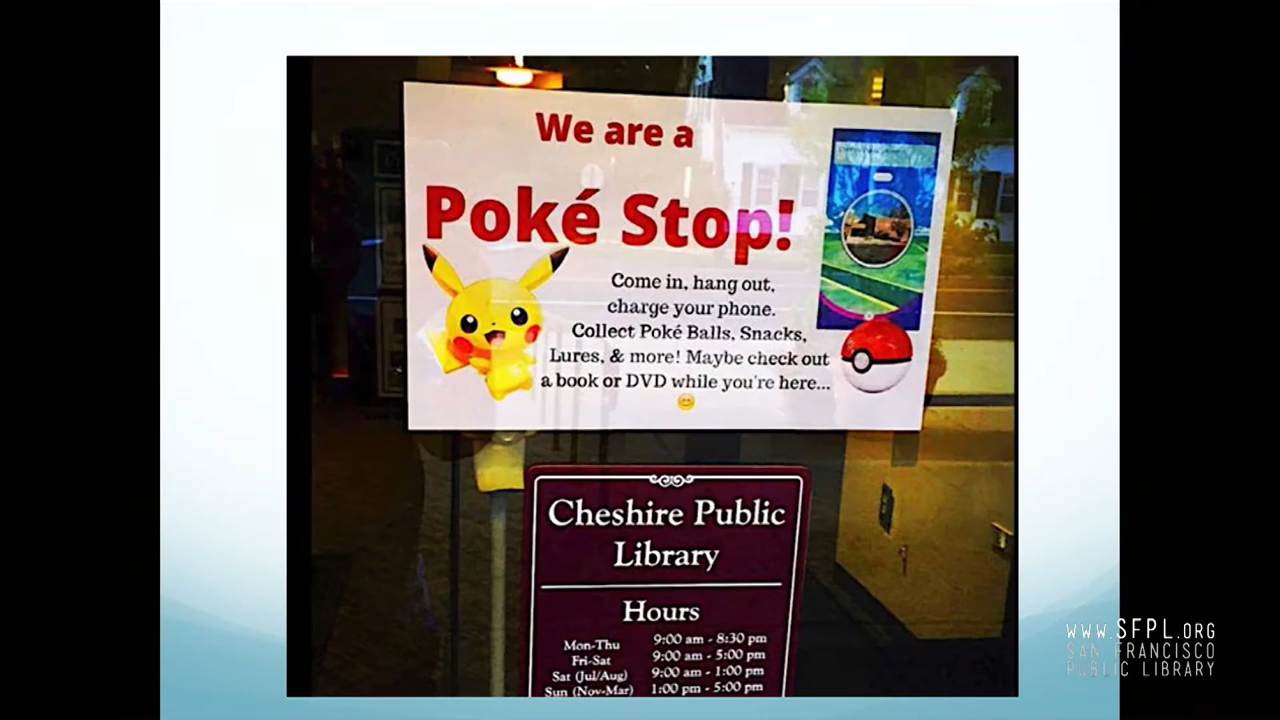 We are a
Poké Stop!
Come in, hang out,
charge your phone.
Collect Poké Balls, Snacks,
Lures, & more! Maybe check out
a book or DVD while you're here...
Cheshire Public
Library
Hours
Mon-Thu 9:00 am - 8:30 pm
Fri-Sat 9:00 am - 5:00 pm
Sat (Jul/Aug) 9:00 am - 1:00 pm
Sun (Nov-Mar) 1:00 pm - 5:00 pm
WWW.SFPL.ORG
SAN FRANCISCO
PUBLIC LIBRARY